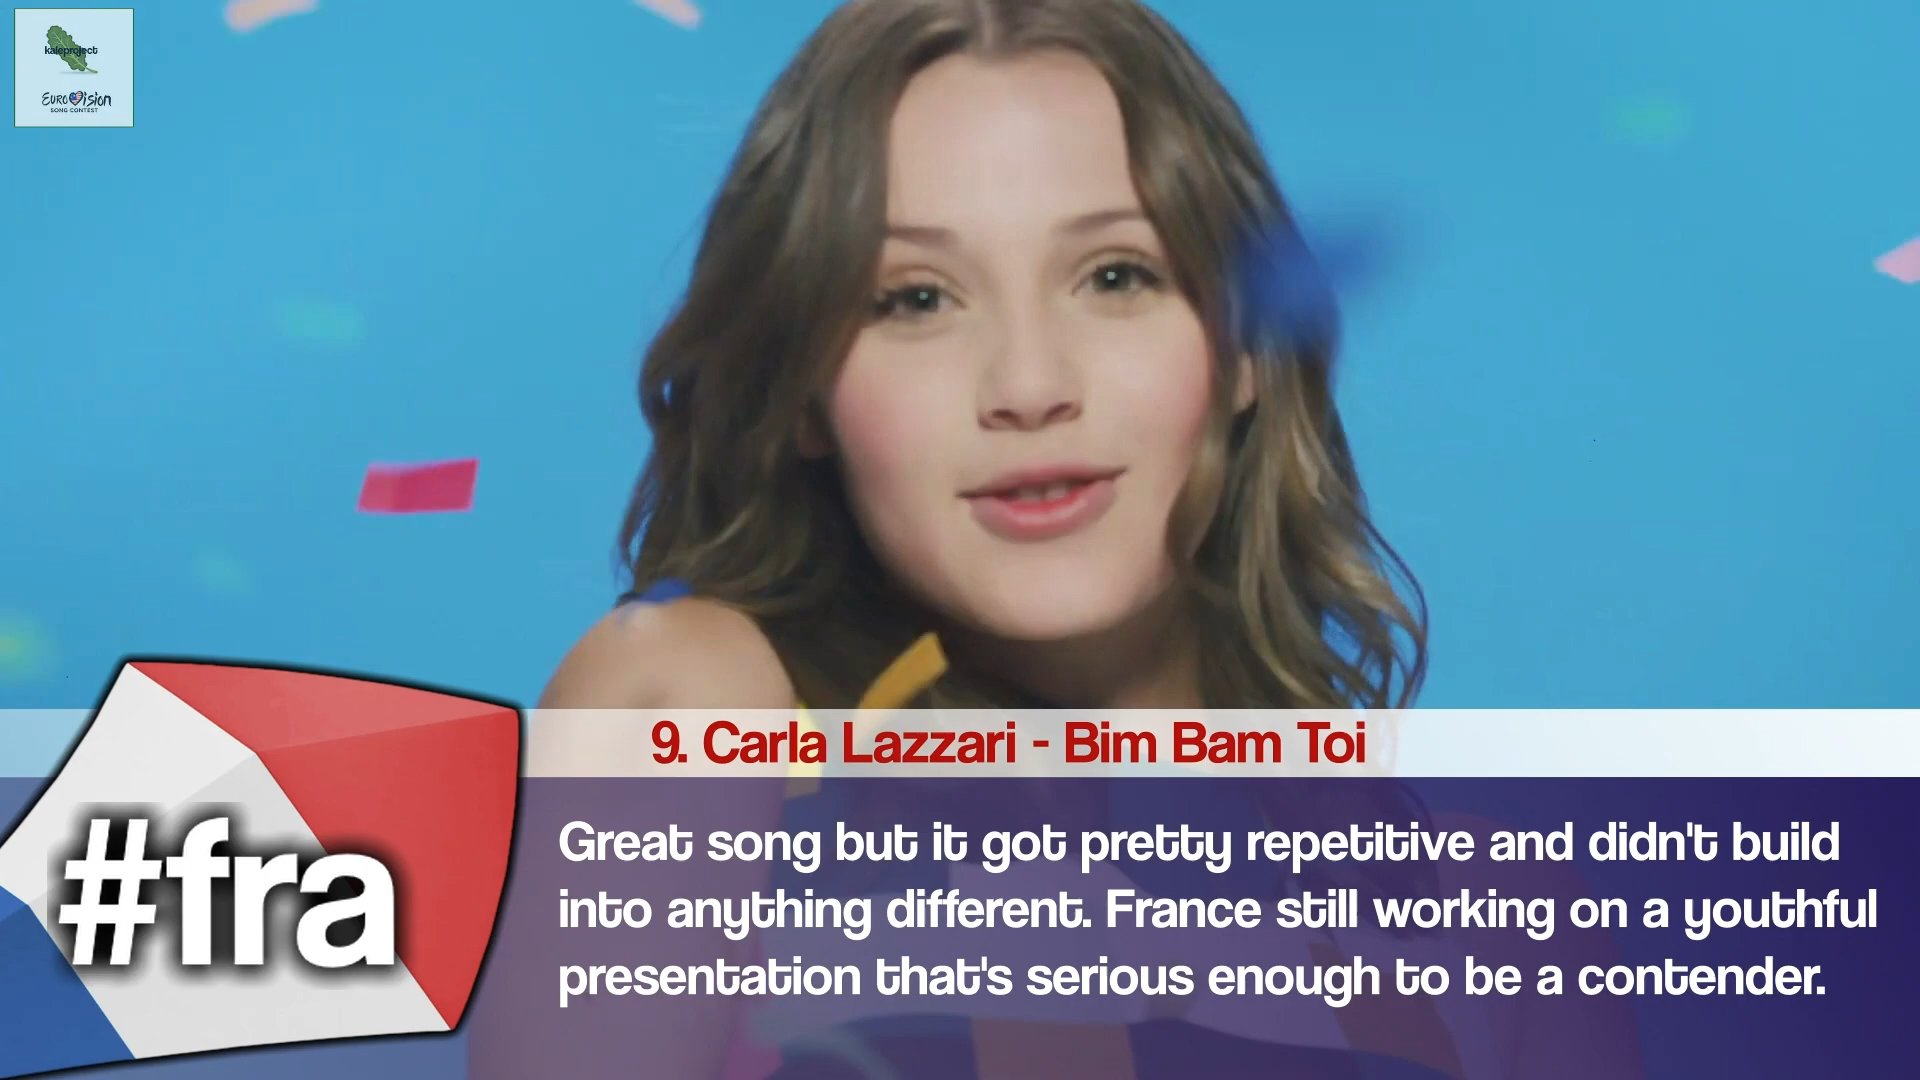 kaleproject
EUROVISION
SONG CONTEST
9. Carla Lazzari - Bim Bam Toi
#fra
Great song but it got pretty repetitive and didn't build
into anything different. France still working on a youthful
presentation that's serious enough to be a contender.